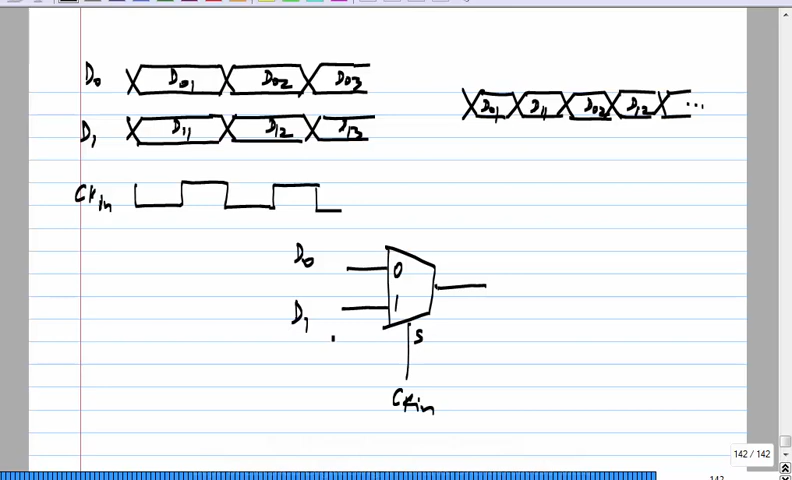 D0 D01 D02 D03
D01 D11 D02 D12 ...
D1 D11 D12 D13
CKin
D0 0
D1 1
S
CKin
142 / 142
142